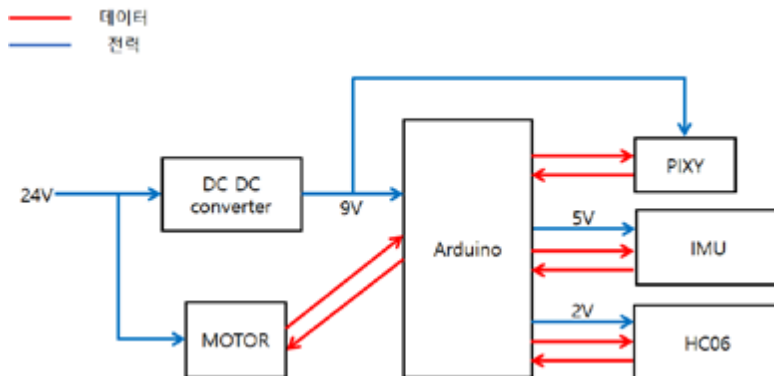 데이터
전력
PIXY
DC DC
converter
24V
9V
5V
Arduino
IMU
2V
MOTOR
HC06